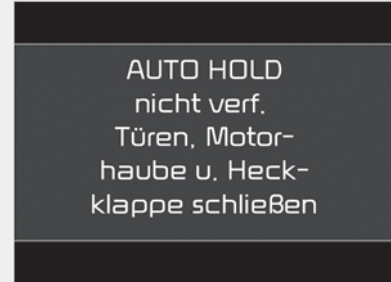 AUTO HOLD
nicht verf.
Türen, Motor-
haube u. Heck-
klappe schließen